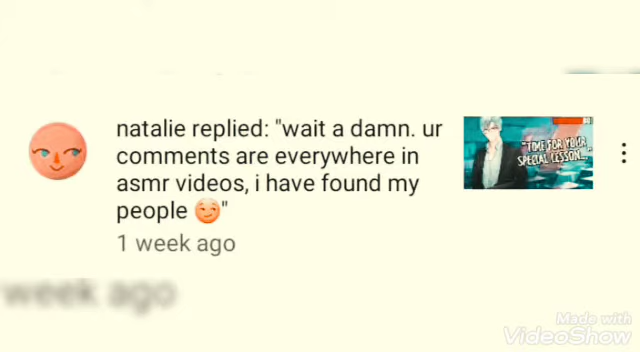 natalie replied: "wait a damn. ur
comments are everywhere in
asmr videos, i have found my
people 😏"
1 week ago
"TIME FOR YOUR
SPECIAL LESSON..."
week ago
Made with
VideoShow